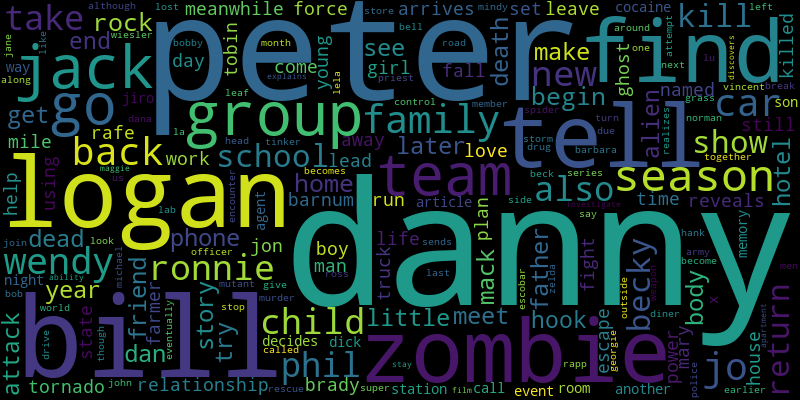 peter
find
danny
logan
bill
zombie
tell
jack
go
group
team
season
family
school
back
wendy
ronnie
child
phil
jo
car
show
new
kill
take
rock
end
see
day
get
mile
rafe
work
home
barnum
run
also
later
love
make
begin
named
alien
ghost
death
force
meanwhile
arrives
set
leave
cocaine
killed
son
still
hotel
time
reveals
memory
power
mary
body
becky
father
hook
meet
little
mack
plan
article
away
lead
girl
come
young
tobin
jiro
way
along
although
lost
bobby
wiesler
jane
like
help
using
dead
phone
jon
agent
boy
man
life
truck
fight
escape
house
return
attack
year
friend
farmer
story
try
dan
state
night
join
look
bob
world
tornado
john
relationship
brady
station
call
event
room
another
rapp
dick
decides
called
super
rescue
murder
stop
give
mutant
officer
michael
ability
though
eventually
drive
film
stay
ross
last
sends
side
say
series
beck
drug
storm
due
turn
barbara
spider
member
control
priest
explains
month
store
bell
road
mindy
around
one
next
attempt
left
lu
discovers
vincent
break
grass
norman
realizes
together
hank
army
become
outside
georgie
escobar
zelda
investigate
weapon
diner
police
x
men
apartment
earlier
lela
leaf
la
head
tinker
dana
maggie
us
lab
encounter
becomes